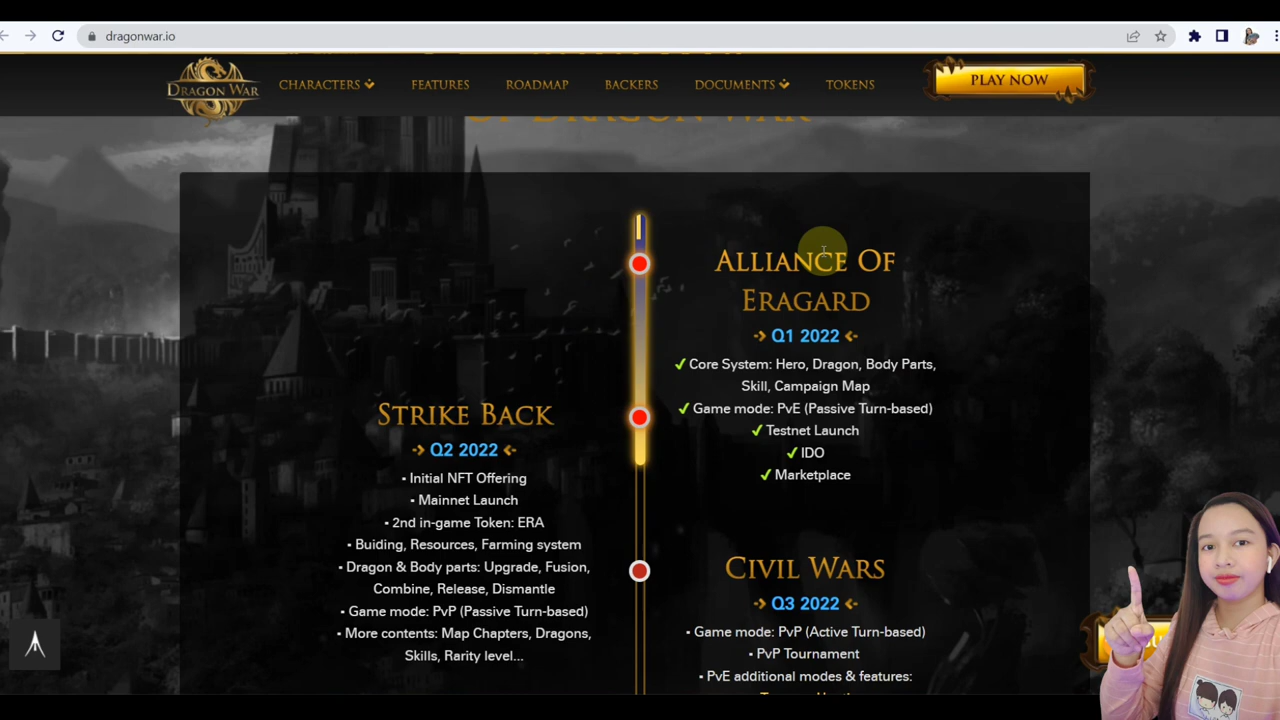 dragonwar.io
DRAGON WAR
CHARACTERS
FEATURES
ROADMAP
BACKERS
DOCUMENTS
TOKENS
PLAY NOW
OF DRAGON WAR
ALLIANCE OF
ERAGARD
Q1 2022
✓ Core System: Hero, Dragon, Body Parts,
Skill, Campaign Map
✓ Game mode: PvE (Passive Turn-based)
✓ Testnet Launch
✓ IDO
✓ Marketplace
STRIKE BACK
Q2 2022
▪ Initial NFT Offering
▪ Mainnet Launch
▪ 2nd in-game Token: ERA
▪ Buiding, Resources, Farming system
▪ Dragon & Body parts: Upgrade, Fusion,
Combine, Release, Dismantle
▪ Game mode: PvP (Passive Turn-based)
▪ More contents: Map Chapters, Dragons,
Skills, Rarity level...
CIVIL WARS
Q3 2022
▪ Game mode: PvP (Active Turn-based)
▪ PvP Tournament
▪ PvE additional modes & features: